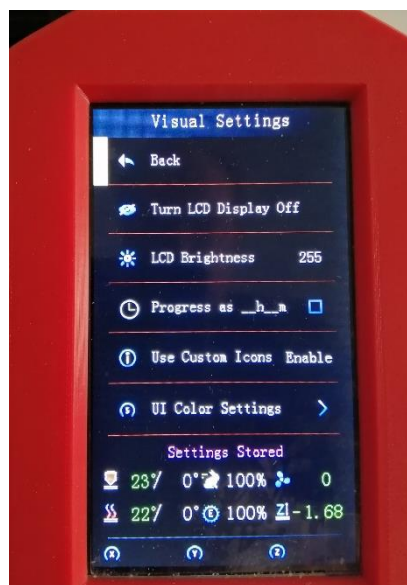 Visual Settings
Back
Turn LCD Display Off
LCD Brightness 255
Progress as __h__m
Use Custom Icons Enable
UI Color Settings
Settings Stored
23°/ 0° 100% 0
22°/ 0° E 100% Z -1.68
X Y Z